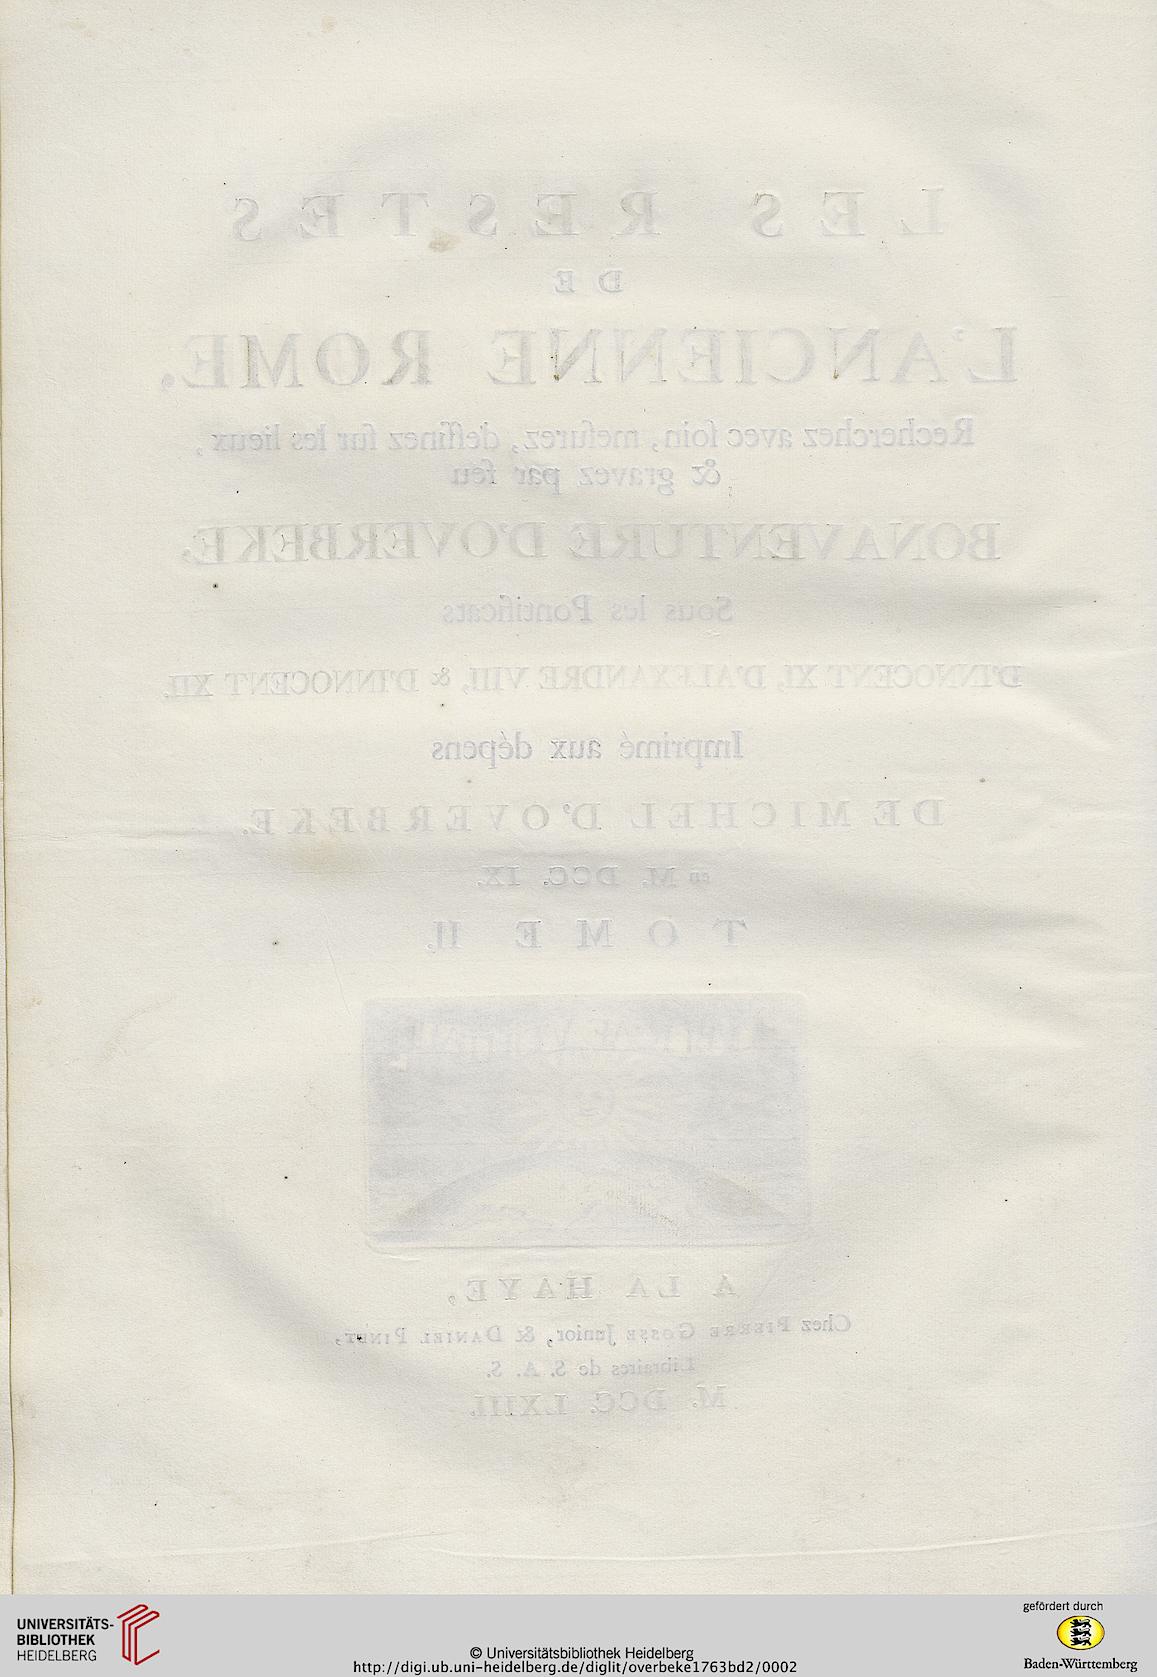 LES RESTES
DE
L'ANCIENNE ROME,
Recherchez avec ſoin, meſurez, deſſinez ſur les lieux,
& gravez par feu
BONAVENTURE D'OVERBEKE,
Sous les Pontificats
D'INNOCENT XI, D'ALEXANDRE VIII, & D'INNOCENT XII.
Imprimé aux dépens
DE MICHEL D'OVERBEKE.
en M. DCC. IX.
TOME II.
A LA HAYE,
Chez PIERRE GOSSE Junior, & DANIEL PINET,
Libraires de S. A. S.
M. DCC. LXIII.
UNIVERSITÄTS-
BIBLIOTHEK
HEIDELBERG
© Universitätsbibliothek Heidelberg
http://digi.ub.uni-heidelberg.de/diglit/overbeke1763bd2/0002
gefördert durch
Baden-Württemberg